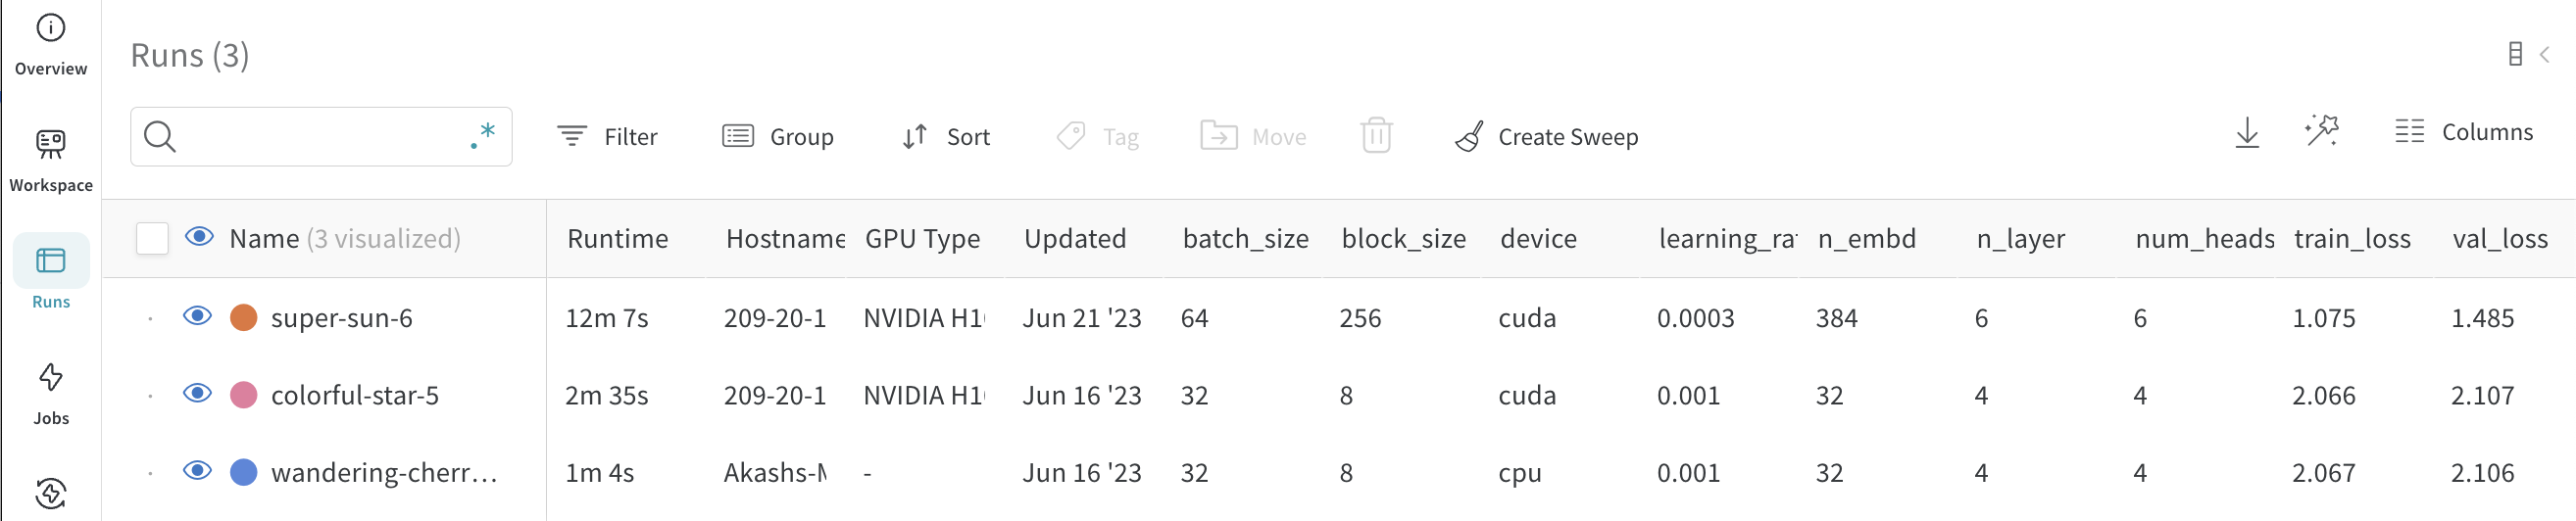 Overview
Workspace
Runs
Jobs
Runs (3)
.* Filter Group Sort Tag Move Create Sweep Columns
Name (3 visualized) Runtime Hostname GPU Type Updated batch_size block_size device learning_ra n_embd n_layer num_heads train_loss val_loss
super-sun-6 12m 7s 209-20-1 NVIDIA H1 Jun 21 '23 64 256 cuda 0.0003 384 6 6 1.075 1.485
colorful-star-5 2m 35s 209-20-1 NVIDIA H1 Jun 16 '23 32 8 cuda 0.001 32 4 4 2.066 2.107
wandering-cherr... 1m 4s Akashs- - Jun 16 '23 32 8 cpu 0.001 32 4 4 2.067 2.106